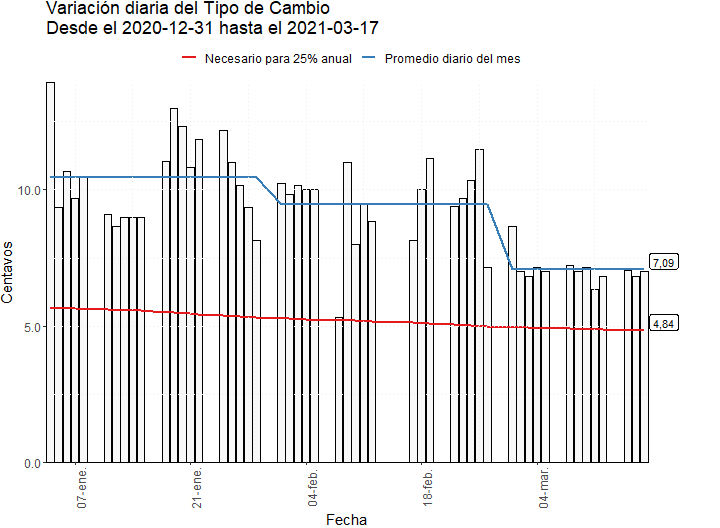 Variación diaria del Tipo de Cambio
Desde el 2020-12-31 hasta el 2021-03-17
Necesario para 25% anual
Promedio diario del mes
10.0
5.0
0.0
Centavos
7,09
4,84
07-ene.
21-ene.
04-feb.
18-feb.
04-mar.
Fecha